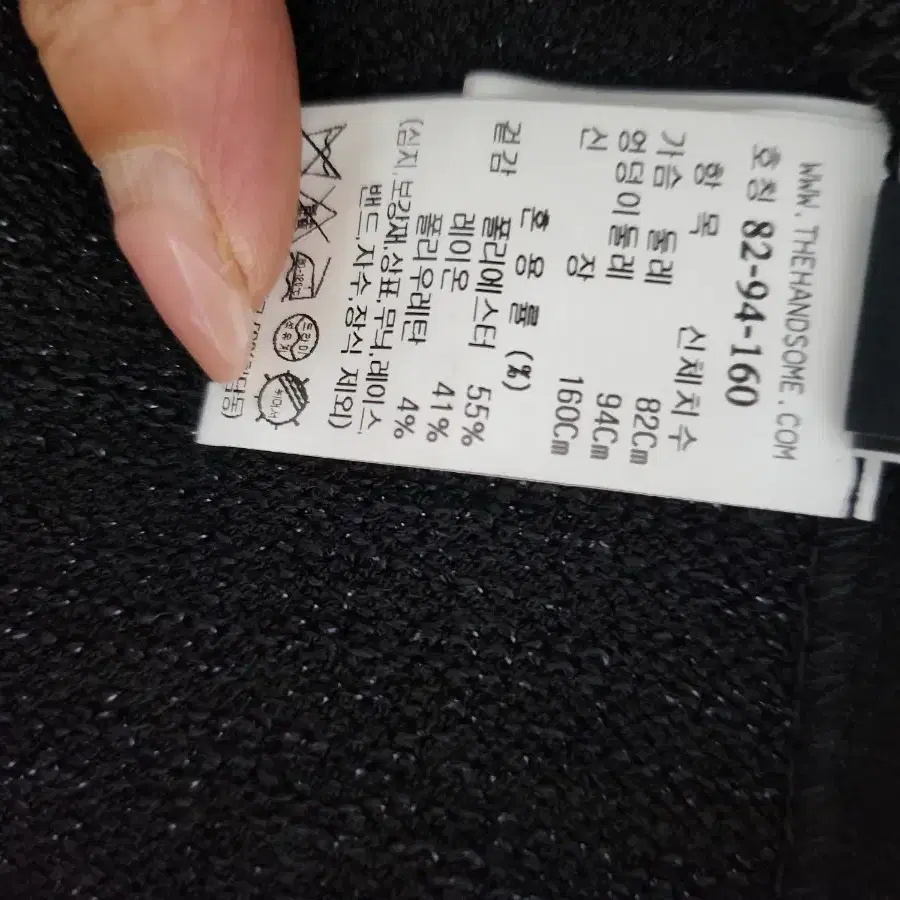 WWW.THEHANDSOME.COM
호칭 82-94-160
항 목 신체치수
가슴 둘레 82Cm
엉덩이둘레 94Cm
신 장 160Cm
혼 용 률 (%)
겉감 폴리에스터 55%
레이온 41%
폴리우레탄 4%
(심지,보강재,상표,무늬,레이스,
밴드,자수,장식 제외)
드라이